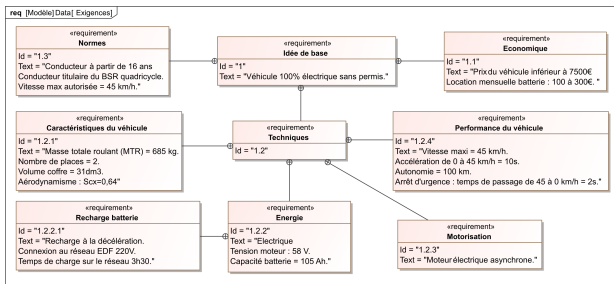 req [Modèle]Data[ Exigences]
«requirement»
Normes
Id = "1.3"
Text = "Conducteur à partir de 16 ans
Conducteur titulaire du BSR quadricycle.
Vitesse max autorisée = 45 km/h."
«requirement»
Idée de base
Id = "1"
Text = "Véhicule 100% électrique sans permis."
«requirement»
Economique
Id = "1.1"
Text = "Prix du véhicule inférieur à 7500€
Location mensuelle batterie : 100 à 300€. "
«requirement»
Caractéristiques du véhicule
Id = "1.2.1"
Text = "Masse totale roulant (MTR) = 685 kg.
Nombre de places = 2.
Volume coffre = 31dm3.
Aérodynamisme : Scx=0,64"
«requirement»
Techniques
Id = "1.2"
«requirement»
Performance du véhicule
Id = "1.2.4"
Text = "Vitesse maxi = 45 km/h.
Accélération de 0 à 45 km/h = 10s.
Autonomie = 100 km.
Arrêt d'urgence : temps de passage de 45 à 0 km/h = 2s."
«requirement»
Recharge batterie
Id = "1.2.2.1"
Text = "Recharge à la décélération.
Connexion au réseau EDF 220V.
Temps de charge sur le réseau 3h30."
«requirement»
Energie
Id = "1.2.2"
Text = "Electrique
Tension moteur : 58 V.
Capacité batterie = 105 Ah."
«requirement»
Motorisation
Id = "1.2.3"
Text = "Moteur électrique asynchrone."